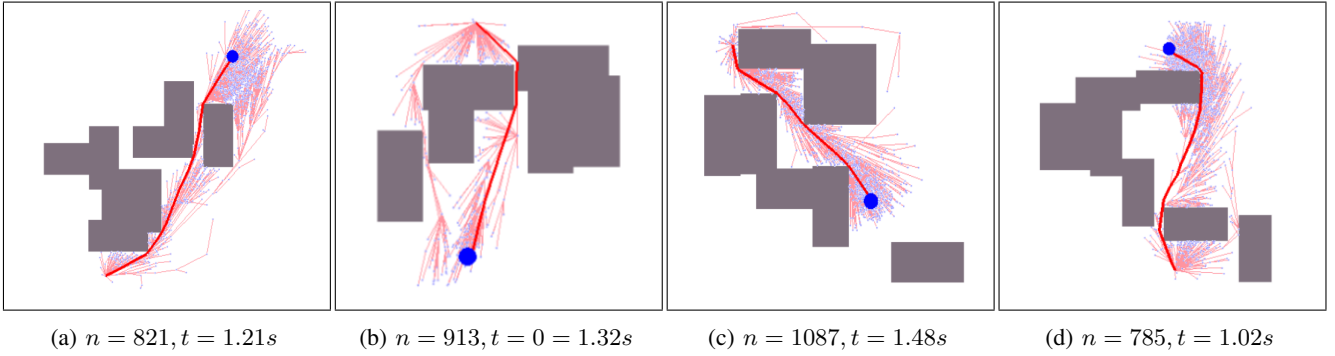 (a) n = 821, t = 1.21s
(b) n = 913, t = 0 = 1.32s
(c) n = 1087, t = 1.48s
(d) n = 785, t = 1.02s